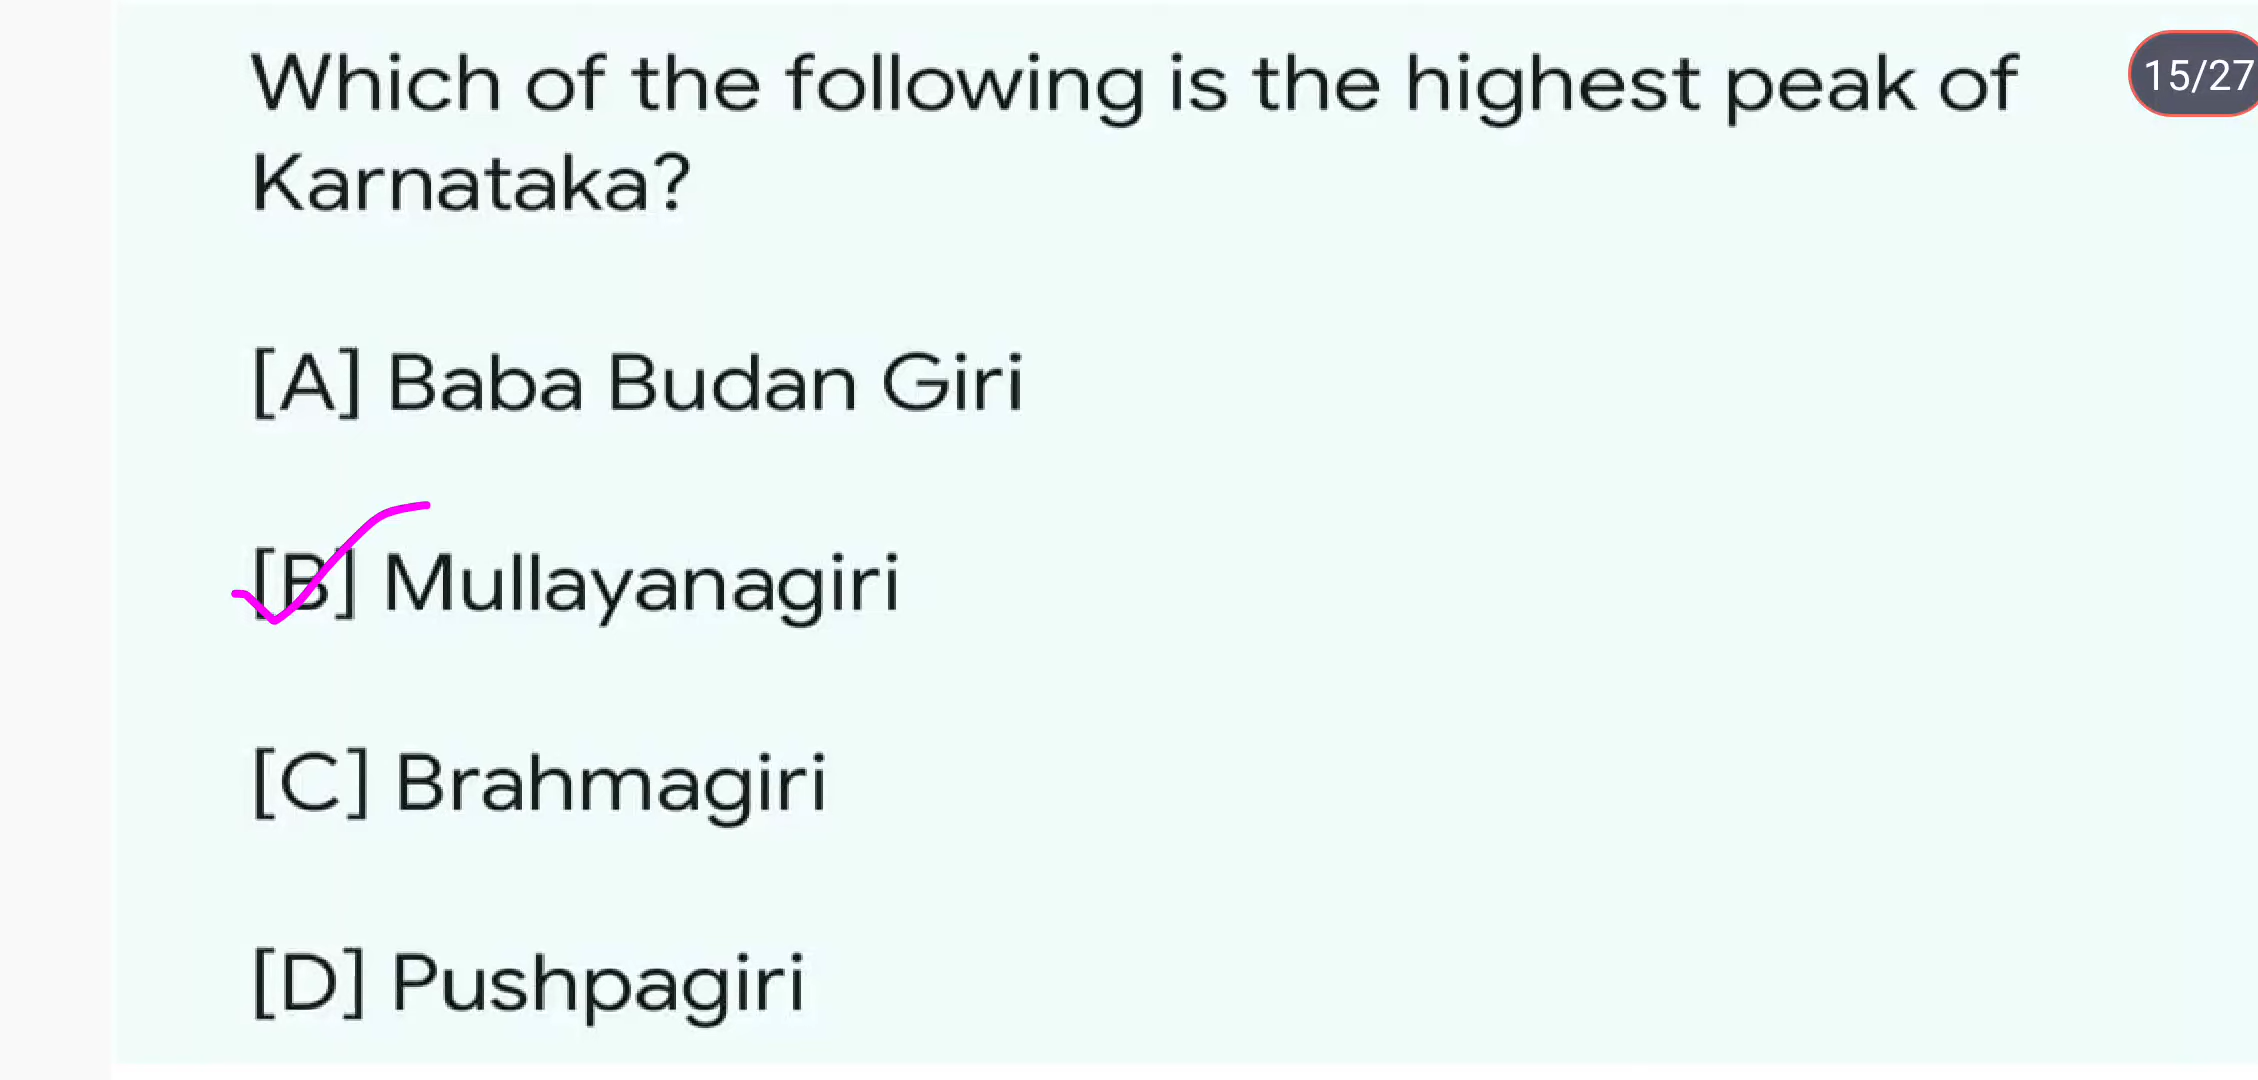 Which of the following is the highest peak of
15/27
Karnataka?
[A] Baba Budan Giri
[B] Mullayanagiri
[C] Brahmagiri
[D] Pushpagiri